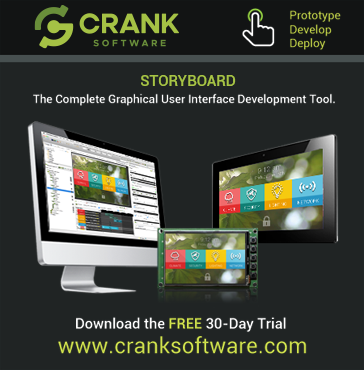 CRANK
SOFTWARE
Prototype
Develop
Deploy
STORYBOARD
The Complete Graphical User Interface Development Tool.
NETWORK
Download the FREE 30-Day Trial
www.cranksoftware.com